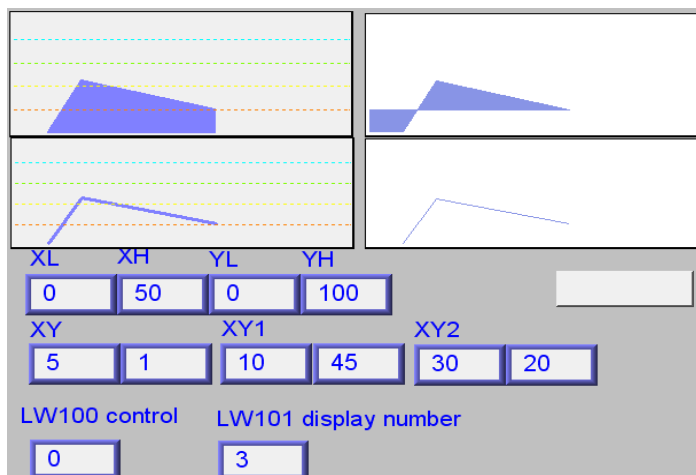 XL XH YL YH
0 50 0 100
XY XY1 XY2
5 1 10 45 30 20
LW100 control LW101 display number
0 3